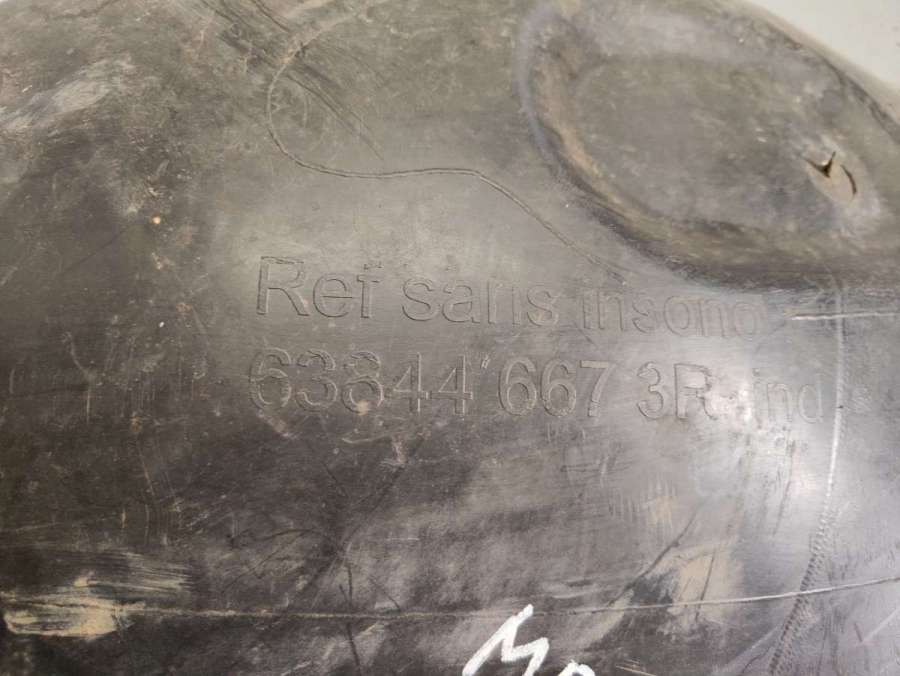 Ref sans insono
63844 667 3R ind